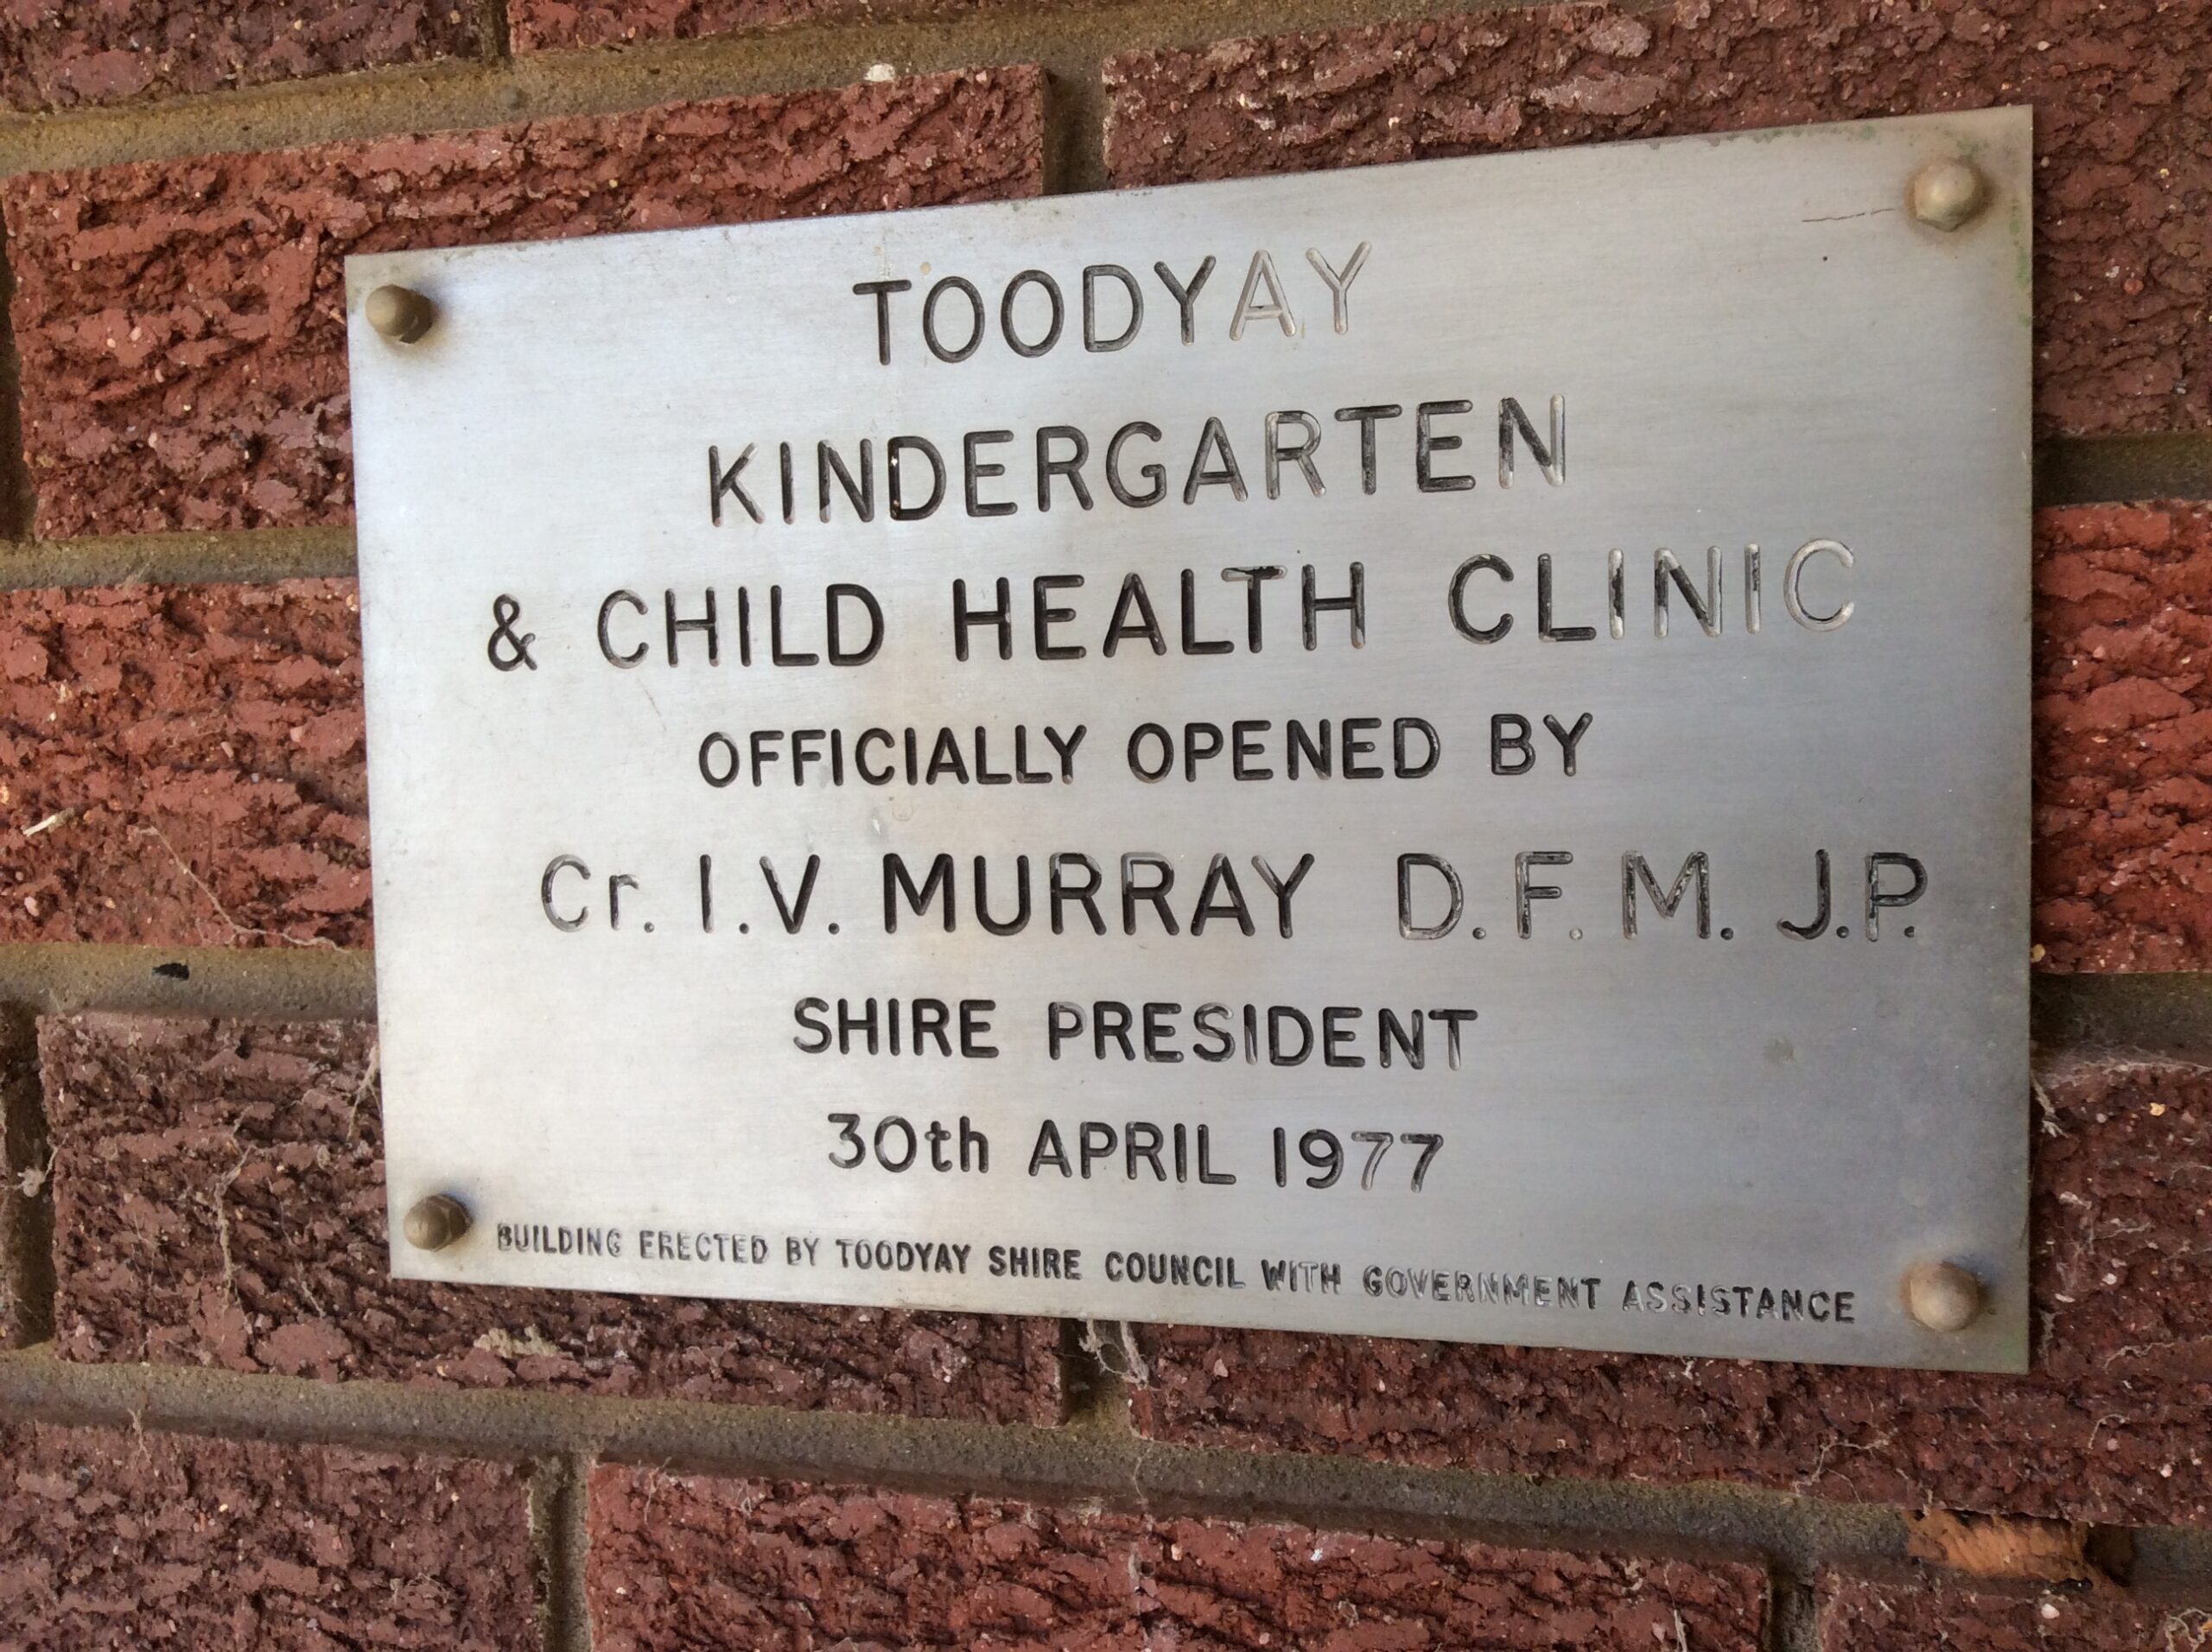 TOODYAY
KINDERGARTEN
& CHILD HEALTH CLINIC
OFFICIALLY OPENED BY
Cr. I.V. MURRAY D.F.M. J.P.
SHIRE PRESIDENT
30th APRIL 1977
BUILDING ERECTED BY TOODYAY SHIRE COUNCIL WITH GOVERNMENT ASSISTANCE